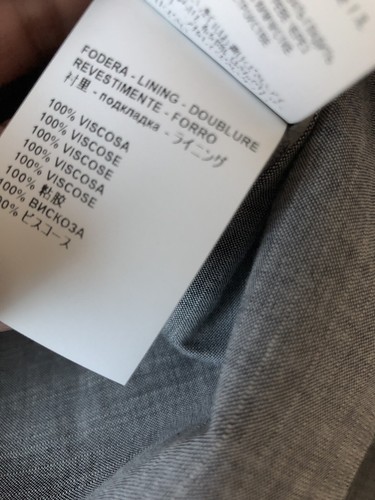 FODERA - LINING - DOUBLURE
REVESTIMENTE - FORRO
衬里 - подкладка - ライニング
100% VISCOSA
100% VISCOSE
100% VISCOSE
100% VISCOSA
100% VISCOSE
100% 粘胶
100% ВИСКОЗА
00% ビスコース